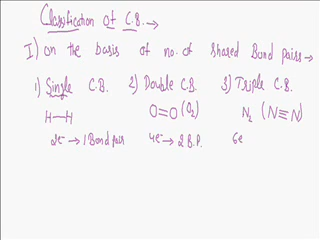 Classification of C.B. →
I) on the basis of no. of shared Bond pairs →
1) Single C.B. 2) Double C.B. 3) Triple C.B.
H—H O=O (O₂) N₂ (N≡N)
2e⁻ → 1 Bond pair 4e⁻ → 2 B.P. 6e